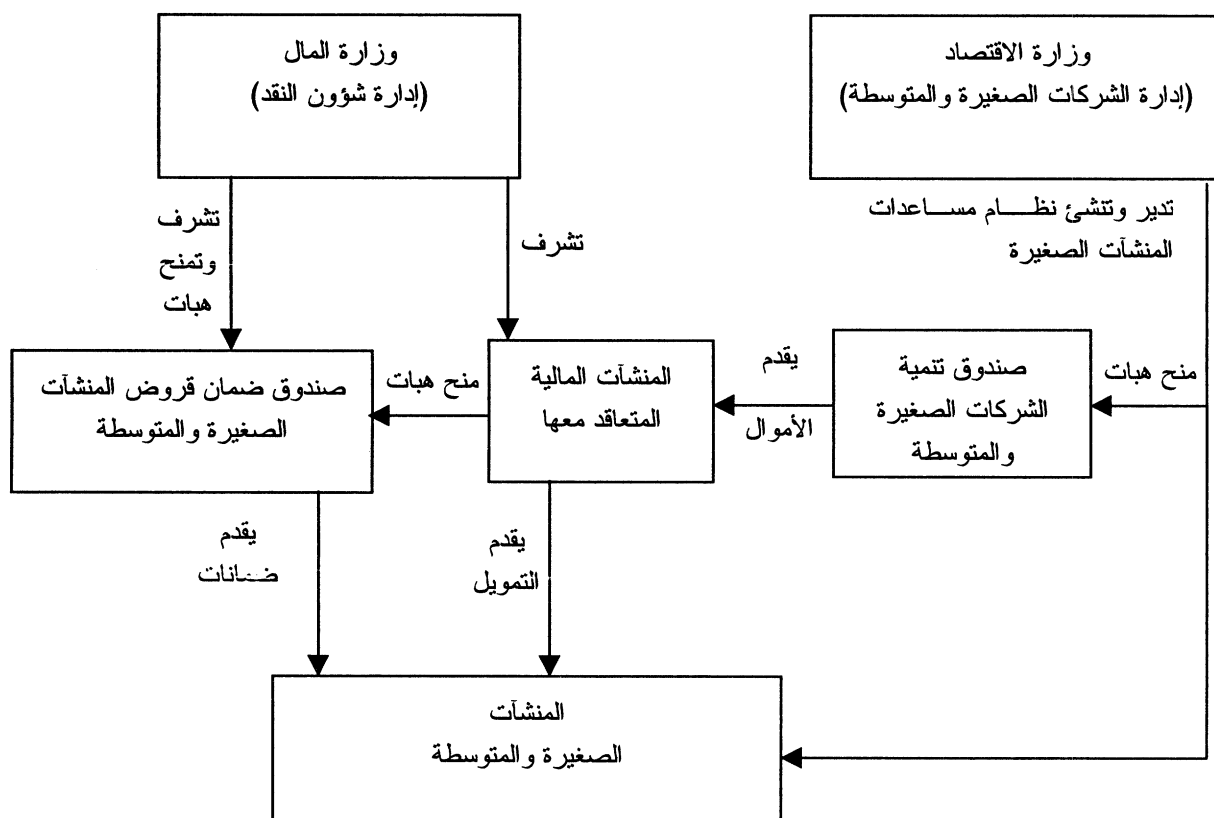 وزارة الاقتصاد
(إدارة الشركات الصغيرة والمتوسطة)
وزارة المال
(إدارة شؤون النقد)
تدير وتنشئ نظام مساعدات
المنشآت الصغيرة
تشرف
تشرف
وتمنح
هبات
منح هبات
صندوق تنمية
الشركات الصغيرة
والمتوسطة
يقدم
الأموال
المنشآت المالية
المتعاقد معها
منح هبات
صندوق ضمان قروض المنشآت
الصغيرة والمتوسطة
يقدم
التمويل
يقدم
ضمانات
المنشآت
الصغيرة والمتوسطة